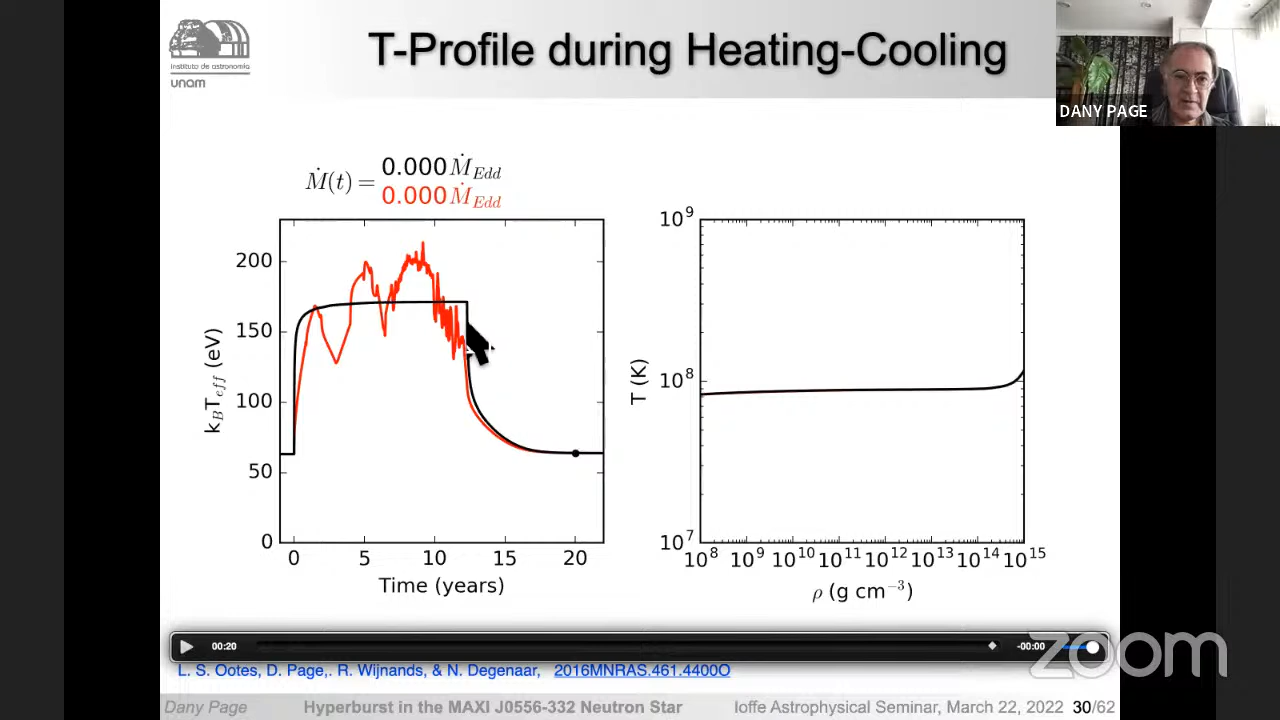 T-Profile during Heating-Cooling
instituto de astronomía
unam
DANY PAGE
Ṁ(t) = 0.000 Ṁ_Edd
0.000 Ṁ_Edd
k_B T_eff (eV)
200
150
100
50
0
0 5 10 15 20
Time (years)
T (K)
10^9
10^8
10^7
10^8 10^9 10^10 10^11 10^12 10^13 10^14 10^15
ρ (g cm^−3)
00:20
-00:00
zoom
L. S. Ootes, D. Page,. R. Wijnands, & N. Degenaar, 2016MNRAS.461.4400O
Dany Page Hyperburst in the MAXI J0556-332 Neutron Star Ioffe Astrophysical Seminar, March 22, 2022 30/62